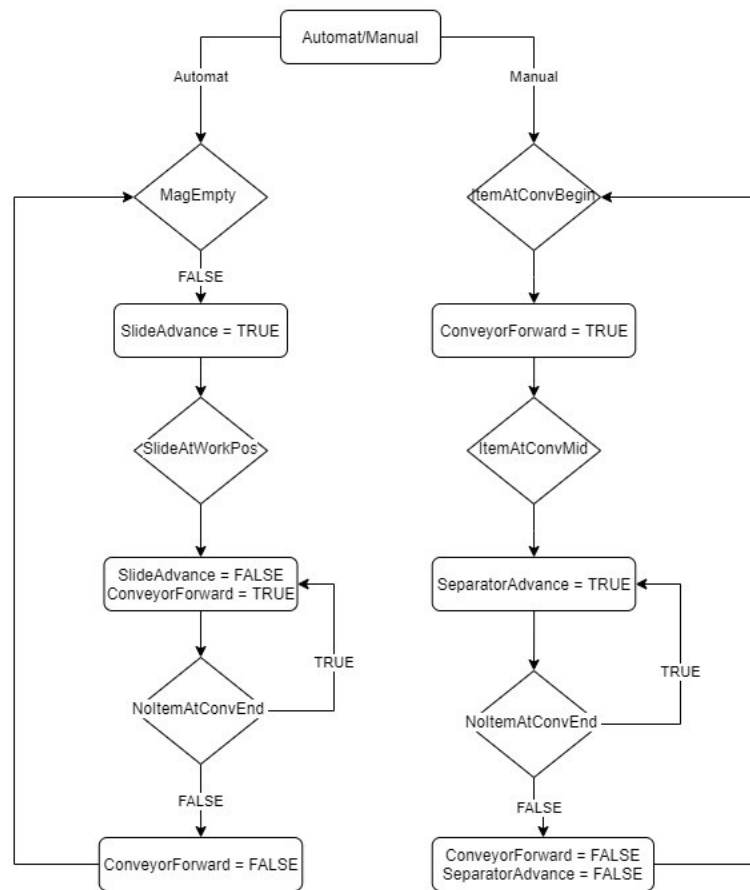 Automat/Manual
Automat
Manual
MagEmpty
ItemAtConvBegin
FALSE
SlideAdvance = TRUE
ConveyorForward = TRUE
SlideAtWorkPos
ItemAtConvMid
SlideAdvance = FALSE
ConveyorForward = TRUE
SeparatorAdvance = TRUE
TRUE
TRUE
NoItemAtConvEnd
NoItemAtConvEnd
FALSE
FALSE
ConveyorForward = FALSE
ConveyorForward = FALSE
SeparatorAdvance = FALSE